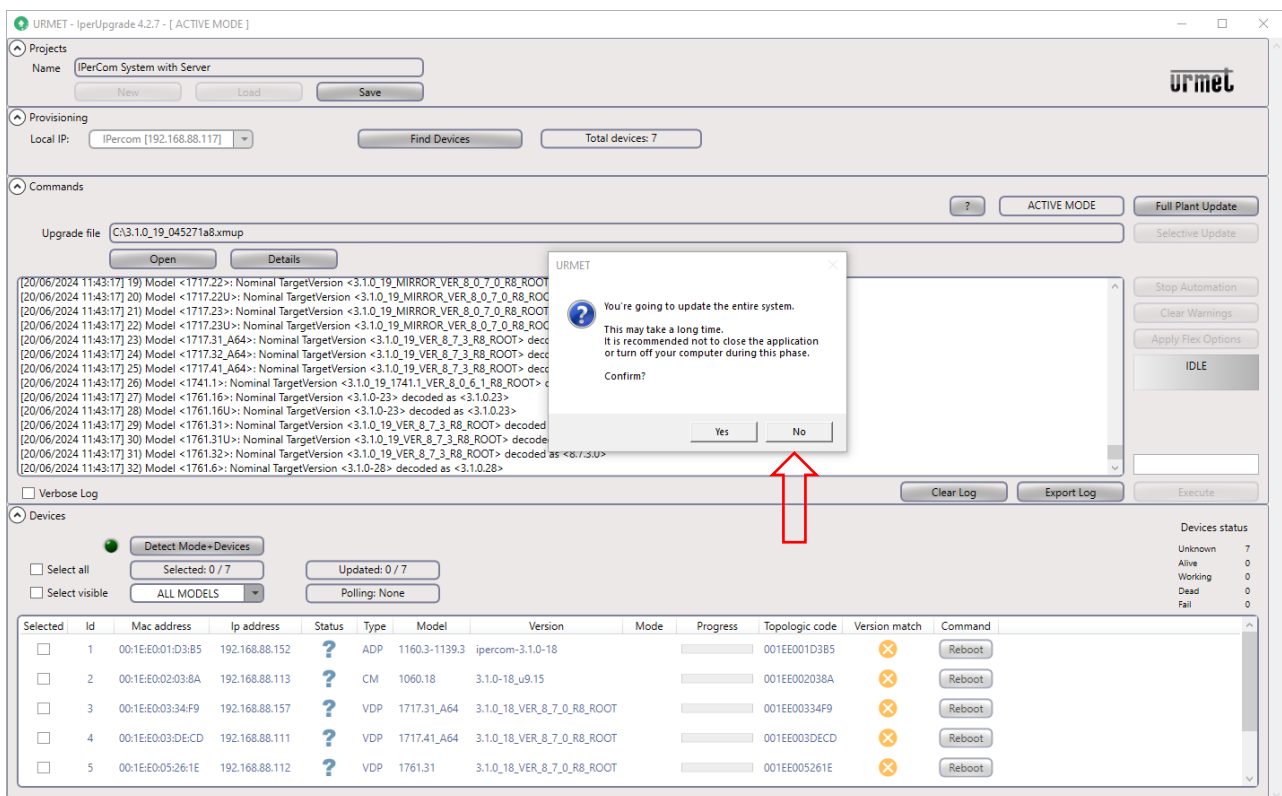 URMET - IperUpgrade 4.2.7 - [ ACTIVE MODE ]
Projects
Name IPerCom System with Server
New Load Save
urmet
Provisioning
Local IP: IPercom [192.168.88.117] Find Devices Total devices: 7
Commands
? ACTIVE MODE Full Plant Update
Upgrade file C:\3.1.0_19_045271a8.xmup Selective Update
Open Details
[20/06/2024 11:43:17] 19) Model <1717.22>: Nominal TargetVersion <3.1.0_19_MIRROR_VER_8_0_7_0_R8_ROOT
[20/06/2024 11:43:17] 20) Model <1717.22U>: Nominal TargetVersion <3.1.0_19_MIRROR_VER_8_0_7_0_R8_ROO
[20/06/2024 11:43:17] 21) Model <1717.23>: Nominal TargetVersion <3.1.0_19_MIRROR_VER_8_0_7_0_R8_ROOT
[20/06/2024 11:43:17] 22) Model <1717.23U>: Nominal TargetVersion <3.1.0_19_MIRROR_VER_8_0_7_0_R8_ROO
[20/06/2024 11:43:17] 23) Model <1717.31_A64>: Nominal TargetVersion <3.1.0_19_VER_8_7_3_R8_ROOT> deco
[20/06/2024 11:43:17] 24) Model <1717.32_A64>: Nominal TargetVersion <3.1.0_19_VER_8_7_3_R8_ROOT> deco
[20/06/2024 11:43:17] 25) Model <1717.41_A64>: Nominal TargetVersion <3.1.0_19_VER_8_7_3_R8_ROOT> deco
[20/06/2024 11:43:17] 26) Model <1741.1>: Nominal TargetVersion <3.1.0_19_1741.1_VER_8_0_6_1_R8_ROOT> d
[20/06/2024 11:43:17] 27) Model <1761.16>: Nominal TargetVersion <3.1.0-23> decoded as <3.1.0.23>
[20/06/2024 11:43:17] 28) Model <1761.16U>: Nominal TargetVersion <3.1.0-23> decoded as <3.1.0.23>
[20/06/2024 11:43:17] 29) Model <1761.31>: Nominal TargetVersion <3.1.0_19_VER_8_7_3_R8_ROOT> decoded
[20/06/2024 11:43:17] 30) Model <1761.31U>: Nominal TargetVersion <3.1.0_19_VER_8_7_3_R8_ROOT> decode
[20/06/2024 11:43:17] 31) Model <1761.32>: Nominal TargetVersion <3.1.0_19_VER_8_7_3_R8_ROOT> decoded as <8.7.3.0>
[20/06/2024 11:43:17] 32) Model <1761.6>: Nominal TargetVersion <3.1.0-28> decoded as <3.1.0.28>
URMET
You're going to update the entire system.
This may take a long time.
It is recommended not to close the application
or turn off your computer during this phase.
Confirm?
Yes No
Stop Automation
Clear Warnings
Apply Flex Options
IDLE
Verbose Log Clear Log Export Log Execute
Devices
Detect Mode+Devices
Select all Selected: 0 / 7 Updated: 0 / 7
Select visible ALL MODELS Polling: None
Devices status
Unknown 7
Alive 0
Working 0
Dead 0
Fail 0
Selected Id Mac address Ip address Status Type Model Version Mode Progress Topologic code Version match Command
1 00:1E:E0:01:D3:B5 192.168.88.152 ? ADP 1160.3-1139.3 ipercom-3.1.0-18 001EE001D3B5 Reboot
2 00:1E:E0:02:03:8A 192.168.88.113 ? CM 1060.18 3.1.0-18_u9.15 001EE002038A Reboot
3 00:1E:E0:03:34:F9 192.168.88.157 ? VDP 1717.31_A64 3.1.0_18_VER_8_7_0_R8_ROOT 001EE00334F9 Reboot
4 00:1E:E0:03:DE:CD 192.168.88.111 ? VDP 1717.41_A64 3.1.0_18_VER_8_7_0_R8_ROOT 001EE003DECD Reboot
5 00:1E:E0:05:26:1E 192.168.88.112 ? VDP 1761.31 3.1.0_18_VER_8_7_0_R8_ROOT 001EE005261E Reboot